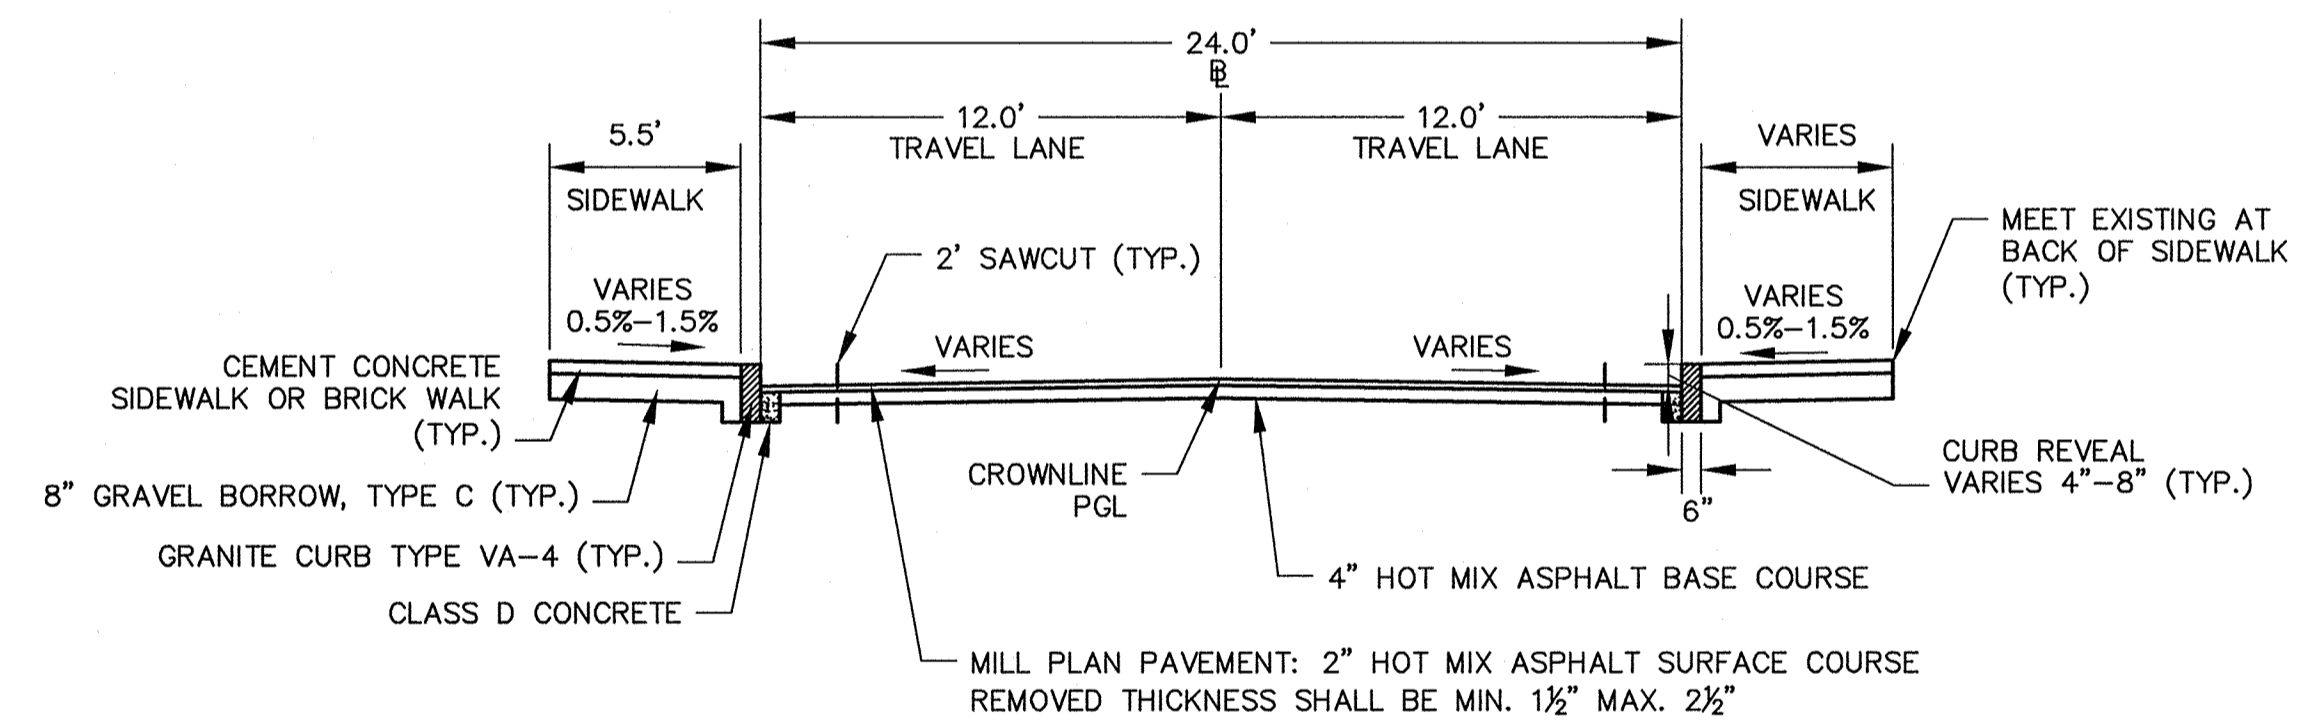 24.0’
℄
12.0’
TRAVEL LANE
12.0’
TRAVEL LANE
5.5’
SIDEWALK
VARIES
SIDEWALK
MEET EXISTING AT
BACK OF SIDEWALK
(TYP.)
2’ SAWCUT (TYP.)
VARIES
0.5%–1.5%
VARIES
0.5%–1.5%
VARIES
VARIES
CEMENT CONCRETE
SIDEWALK OR BRICK WALK
(TYP.)
8” GRAVEL BORROW, TYPE C (TYP.)
GRANITE CURB TYPE VA–4 (TYP.)
CLASS D CONCRETE
CROWNLINE
PGL
CURB REVEAL
VARIES 4”–8” (TYP.)
6”
4” HOT MIX ASPHALT BASE COURSE
MILL PLAN PAVEMENT: 2” HOT MIX ASPHALT SURFACE COURSE
REMOVED THICKNESS SHALL BE MIN. 1½” MAX. 2½”